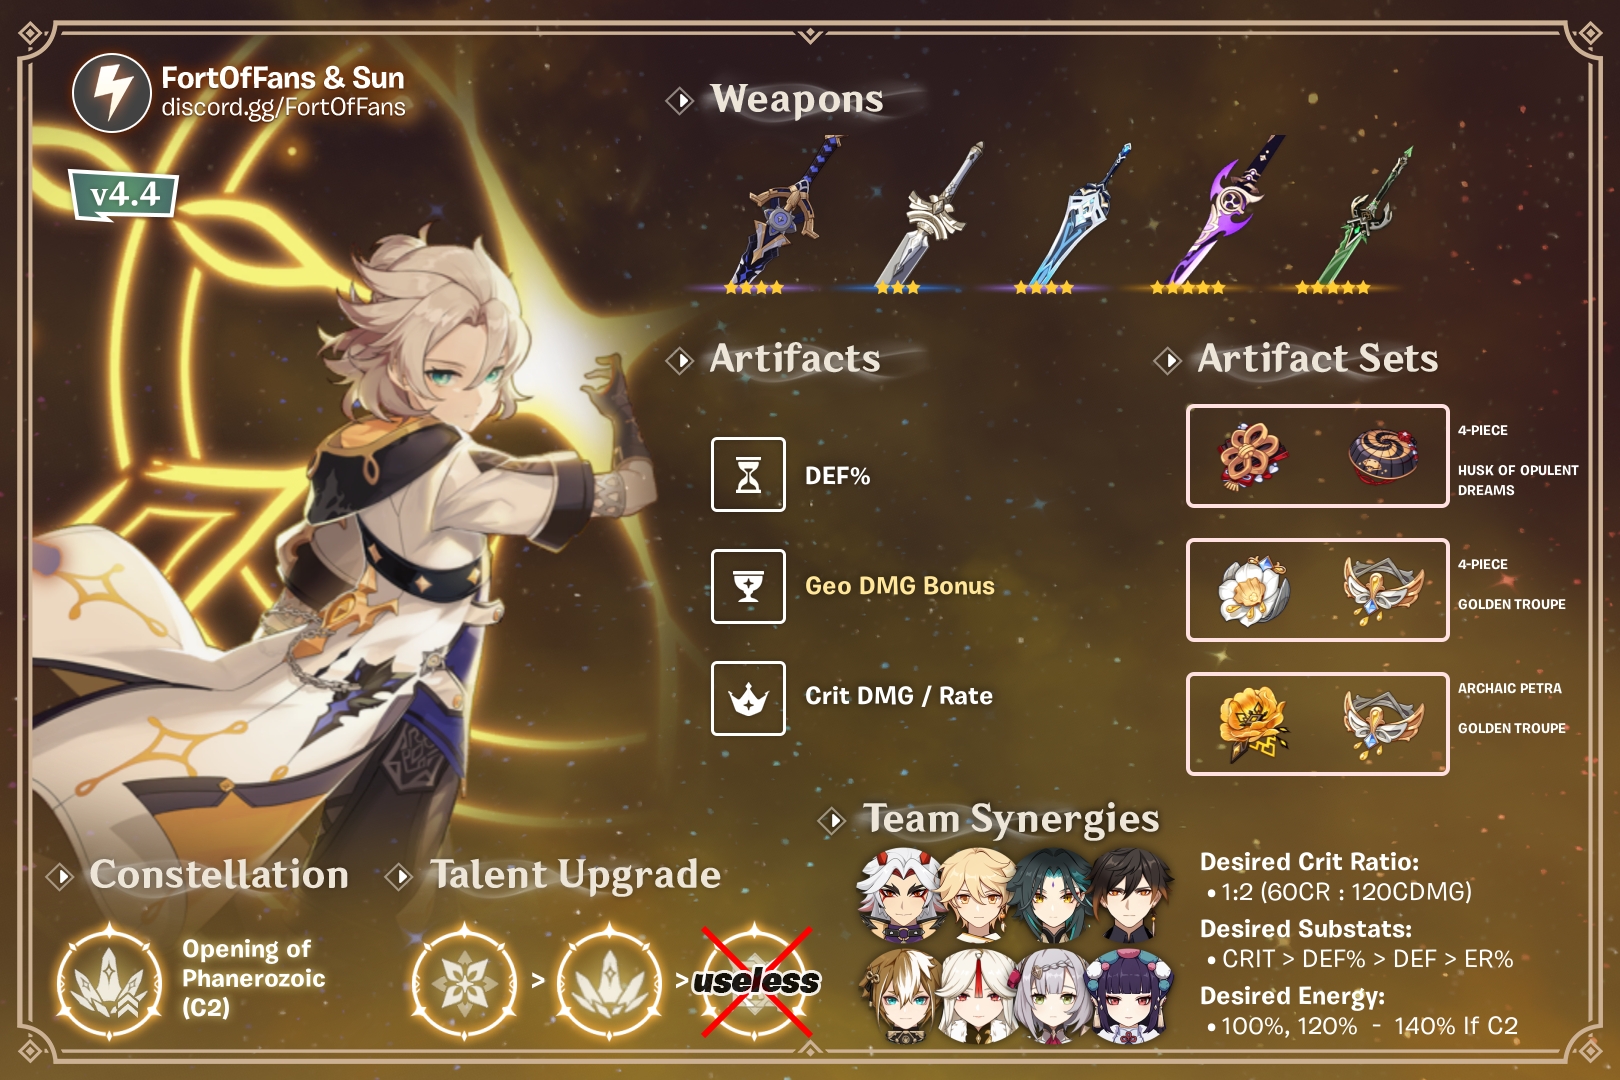 FortOfFans & Sun
discord.gg/FortOfFans
v4.4
Weapons
Artifacts
DEF%
Geo DMG Bonus
Crit DMG / Rate
Artifact Sets
4-PIECE
HUSK OF OPULENT
DREAMS
4-PIECE
GOLDEN TROUPE
ARCHAIC PETRA
GOLDEN TROUPE
Constellation
Opening of
Phanerozoic
(C2)
Talent Upgrade
> > useless
Team Synergies
Desired Crit Ratio:
• 1:2 (60CR : 120CDMG)
Desired Substats:
• CRIT > DEF% > DEF > ER%
Desired Energy:
• 100%, 120% - 140% If C2